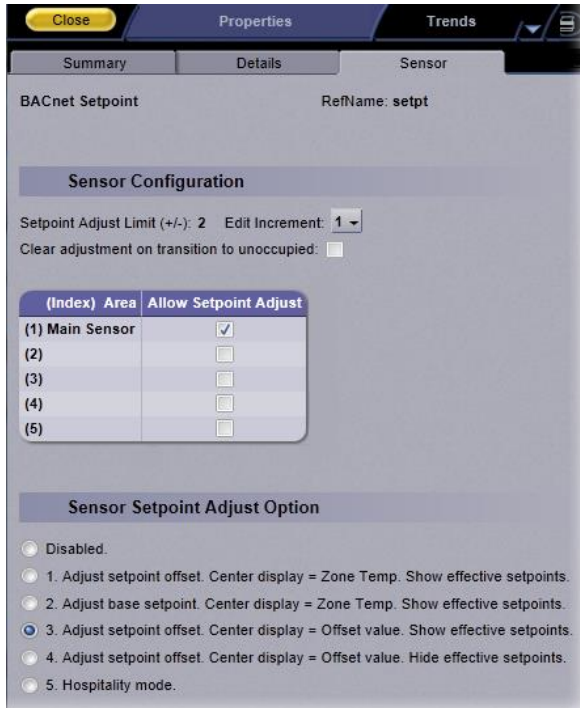 Close Properties Trends
Summary Details Sensor
BACnet Setpoint RefName: setpt
Sensor Configuration
Setpoint Adjust Limit (+/-): 2 Edit Increment: 1
Clear adjustment on transition to unoccupied:
(Index) Area Allow Setpoint Adjust
(1) Main Sensor
(2)
(3)
(4)
(5)
Sensor Setpoint Adjust Option
Disabled.
1. Adjust setpoint offset. Center display = Zone Temp. Show effective setpoints.
2. Adjust base setpoint. Center display = Zone Temp. Show effective setpoints.
3. Adjust setpoint offset. Center display = Offset value. Show effective setpoints.
4. Adjust setpoint offset. Center display = Offset value. Hide effective setpoints.
5. Hospitality mode.